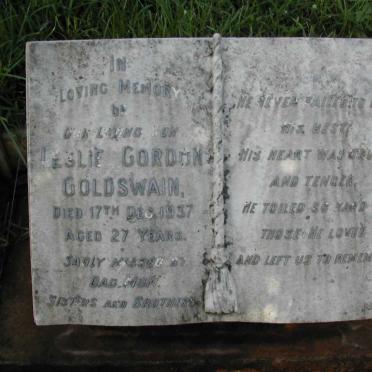 IN
LOVING MEMORY
OF
OUR LOVING SON
LESLIE GORDON
GOLDSWAIN.
DIED 17TH DEC. 1937
AGED 27 YEARS.
SADLY MISSED BY
DAD, MUM,
SISTERS AND BROTHERS
HE NEVER FAILED TO DO
HIS BEST,
HIS HEART WAS
AND TENDER,
HE TOILED SO HARD
THOSE HE LOVED
AND LEFT US TO REMEMBER